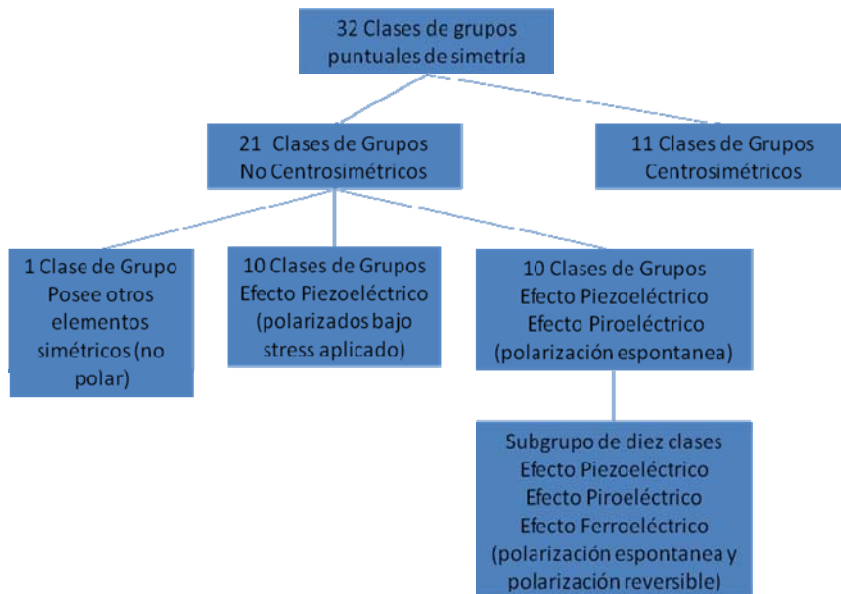 32 Clases de grupos
puntuales de simetría
21 Clases de Grupos
No Centrosimétricos
11 Clases de Grupos
Centrosimétricos
1 Clase de Grupo
Posee otros
elementos
simétricos (no
polar)
10 Clases de Grupos
Efecto Piezoeléctrico
(polarizados bajo
stress aplicado)
10 Clases de Grupos
Efecto Piezoeléctrico
Efecto Piroeléctrico
(polarización espontanea)
Subgrupo de diez clases
Efecto Piezoeléctrico
Efecto Piroeléctrico
Efecto Ferroeléctrico
(polarización espontanea y
polarización reversible)